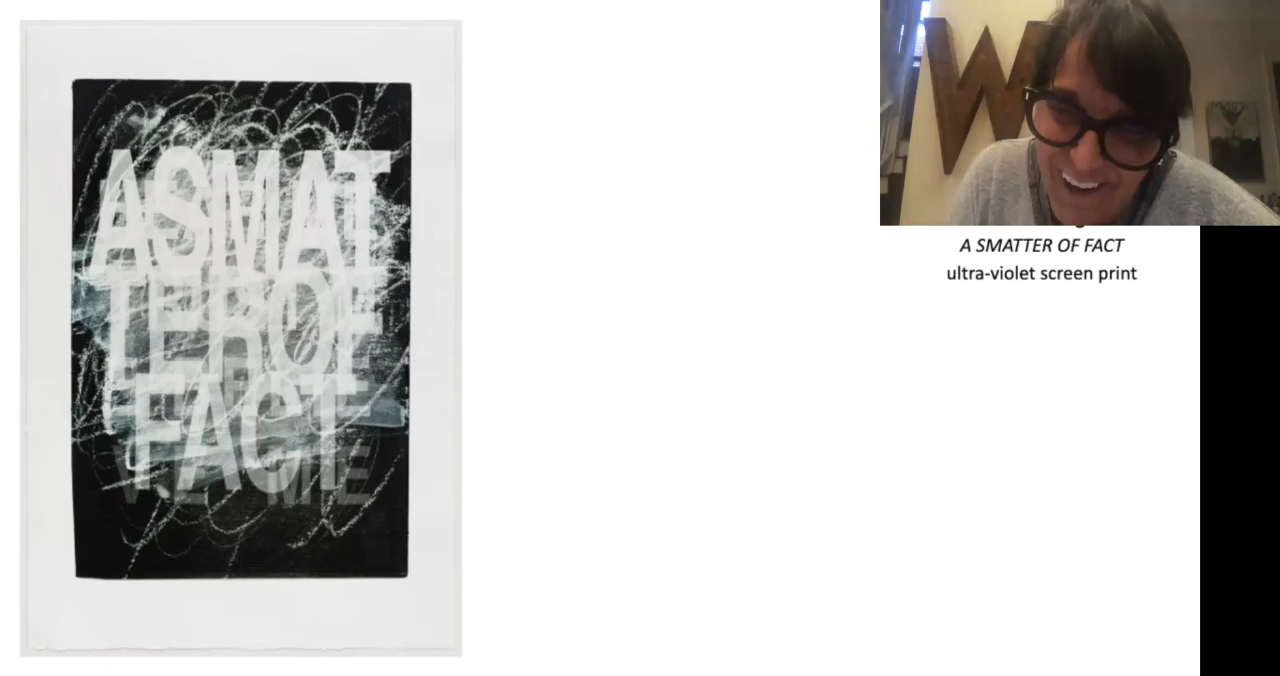 ASMAT
TEROF
FACT
W
A SMATTER OF FACT
ultra-violet screen print